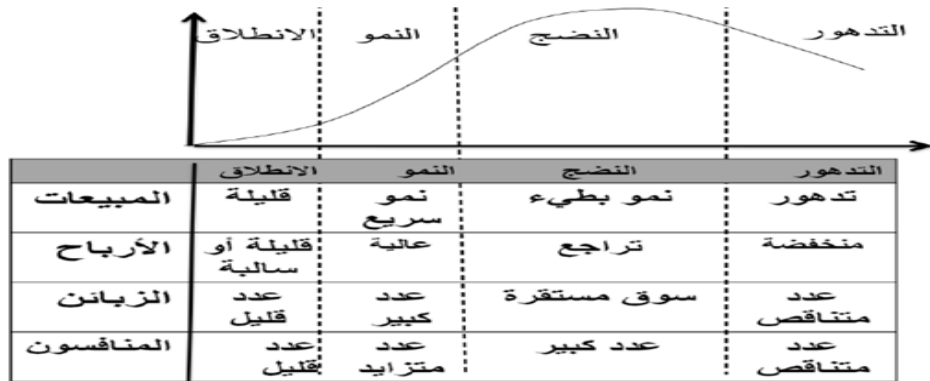 الانطلاق النمو النضج التدهور
الانطلاق النمو النضج التدهور
المبيعات قليلة نمو سريع نمو بطيء تدهور
الأرباح قليلة أو سالبة عالية تراجع منخفضة
الزبائن عدد قليل عدد كبير سوق مستقرة عدد متناقص
المنافسون عدد قليل عدد متزايد عدد كبير عدد متناقص